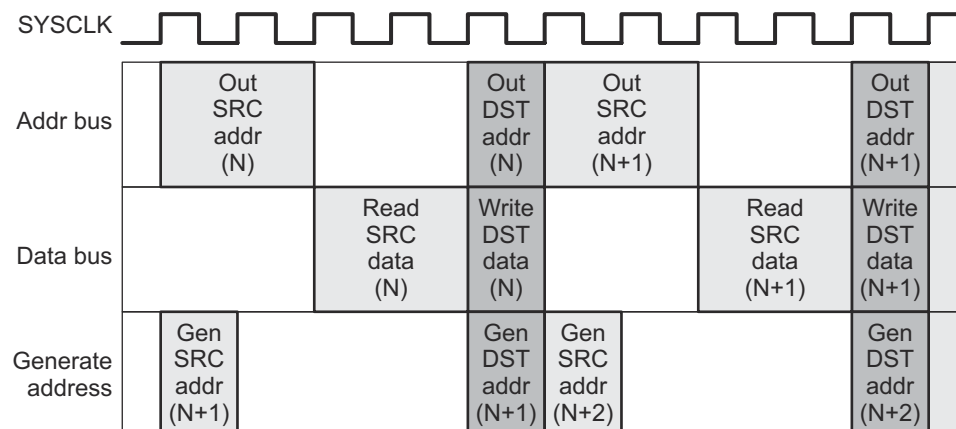 SYSCLK
Addr bus
Out
SRC
addr
(N)
Out
DST
addr
(N)
Out
SRC
addr
(N+1)
Out
DST
addr
(N+1)
Data bus
Read
SRC
data
(N)
Write
DST
data
(N)
Read
SRC
data
(N+1)
Write
DST
data
(N+1)
Generate
address
Gen
SRC
addr
(N+1)
Gen
DST
addr
(N+1)
Gen
SRC
addr
(N+2)
Gen
DST
addr
(N+2)